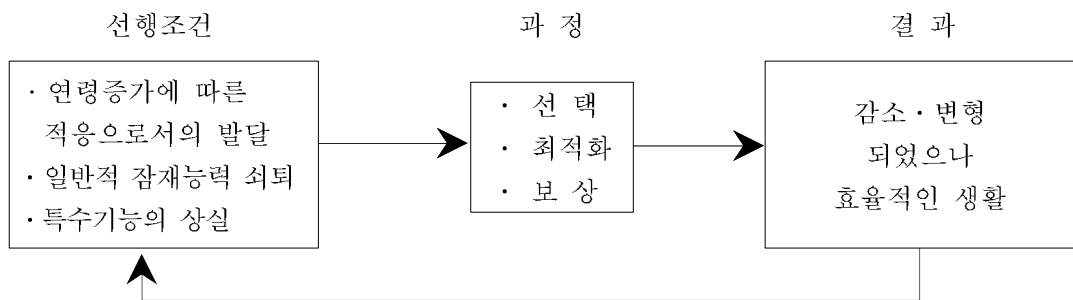 선행조건
과 정
결 과
· 연령증가에 따른
적응으로서의 발달
· 일반적 잠재능력 쇠퇴
· 특수기능의 상실
· 선 택
· 최적화
· 보 상
감소 · 변형
되었으나
효율적인 생활